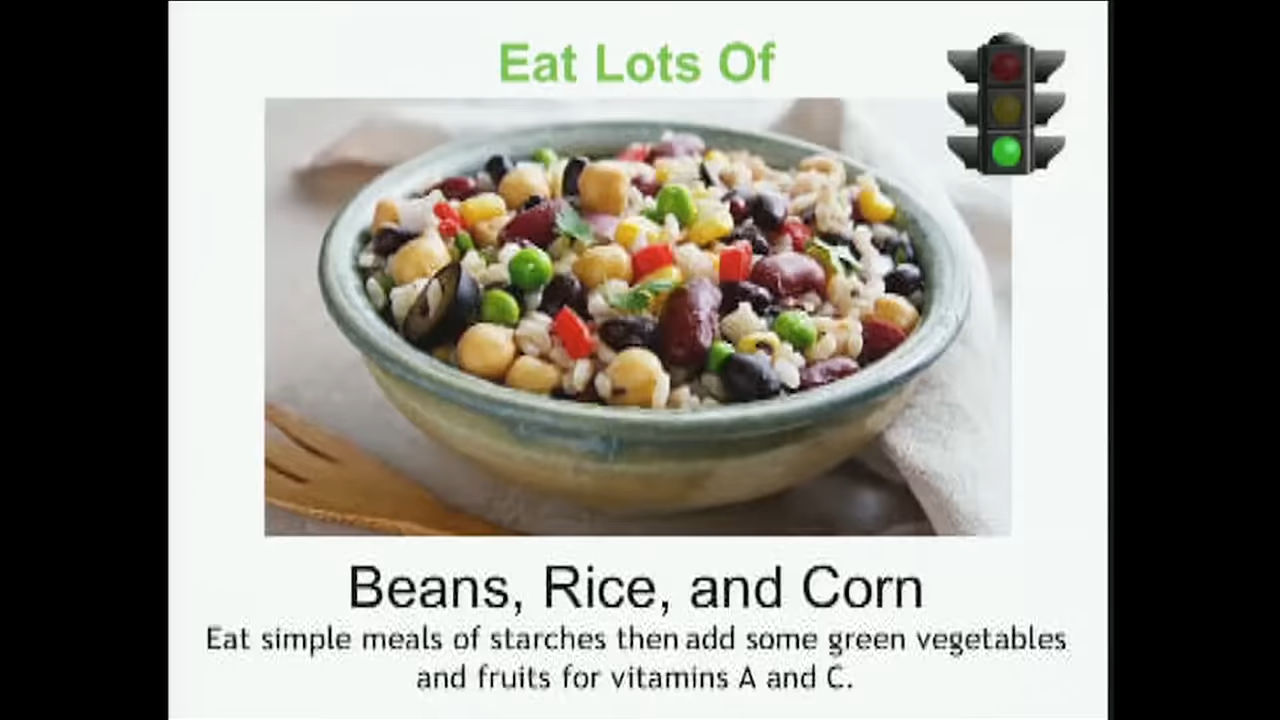 Eat Lots Of
Beans, Rice, and Corn
Eat simple meals of starches then add some green vegetables
and fruits for vitamins A and C.